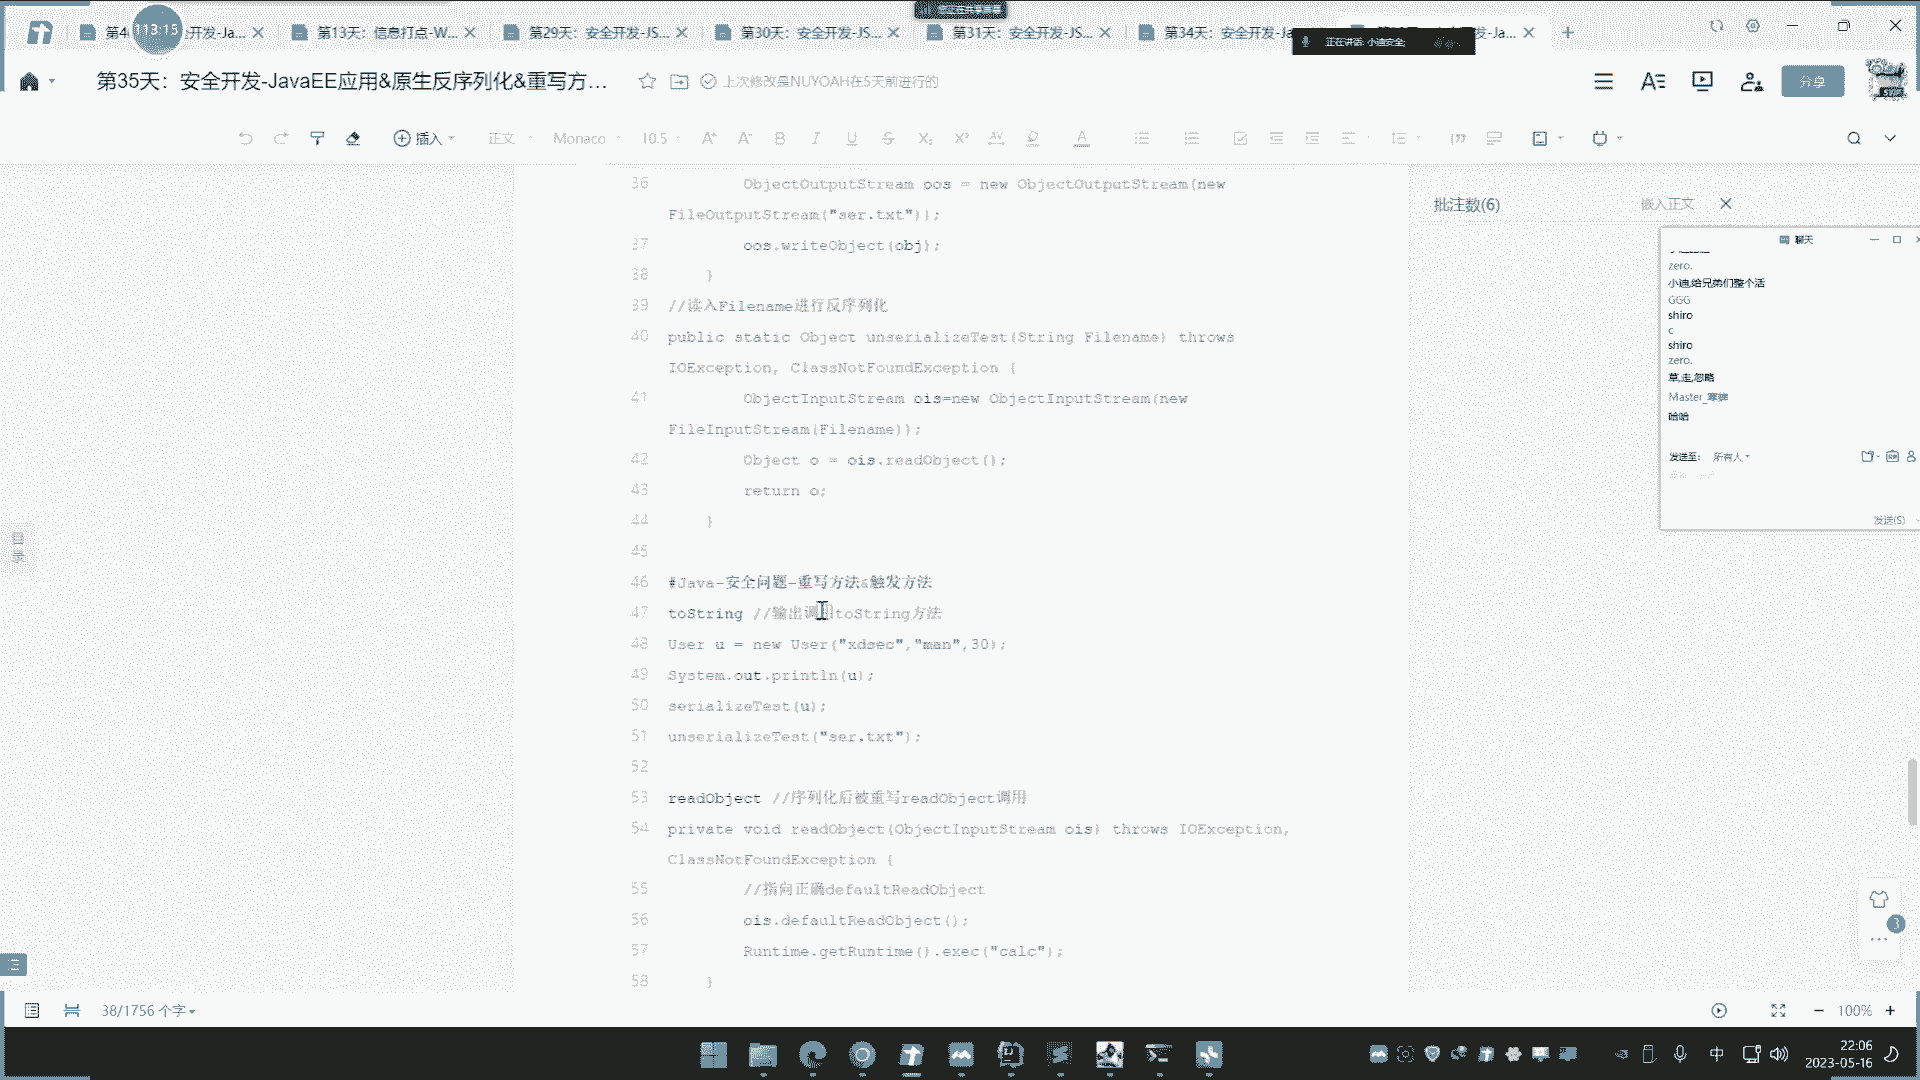 第4
113:15
开发-Ja...
第13天：信息打点-W...
第29天：安全开发-JS...
第30天：安全开发-JS...
第31天：安全开发-JS...
第34天：安全开发-Ja
-Ja...
正在讲话: 小迪安全;
第35天：安全开发-JavaEE应用&原生反序列化&重写方...
上次修改是NUYOAH在5天前进行的
分享
插入
正文
Monaco
10.5
36 ObjectOutputStream oos = new ObjectOutputStream(new
FileOutputStream("ser.txt"));
37 oos.writeObject(obj);
38 }
39 //读入Filename进行反序列化
40 public static Object unserializeTest(String Filename) throws
IOException, ClassNotFoundException {
41 ObjectInputStream ois=new ObjectInputStream(new
FileInputStream(Filename));
42 Object o = ois.readObject();
43 return o;
44 }
45
46 #Java-安全问题-重写方法&触发方法
47 toString //输出调用toString方法
48 User u = new User("xdsec","man",30);
49 System.out.println(u);
50 serializeTest(u);
51 unserializeTest("ser.txt");
52
53 readObject //序列化后被重写readObject调用
54 private void readObject(ObjectInputStream ois) throws IOException,
ClassNotFoundException {
55 //指向正确defaultReadObject
56 ois.defaultReadObject();
57 Runtime.getRuntime().exec("calc");
58 }
批注数(6)
嵌入正文
聊天
zero.
小迪,给兄弟们整个活
GGG
shiro
c
shiro
zero.
草,走,忽略
哈哈
发送至: 所有人
发送(S)
目录
3
38/1756 个字
100%
中
22:06
2023-05-16